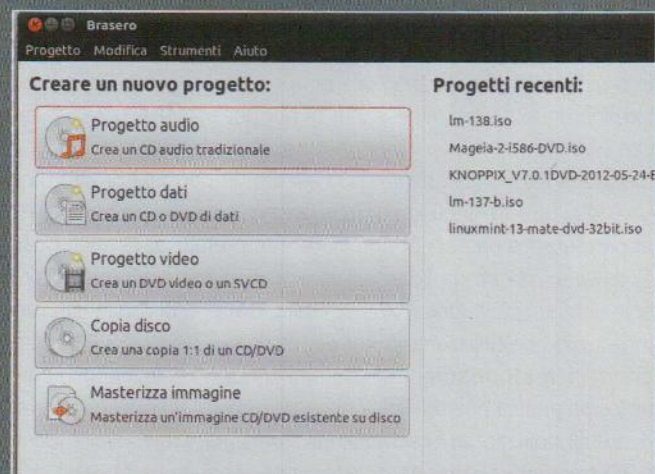 Brasero
Progetto Modifica Strumenti Aiuto
Creare un nuovo progetto:
Progetto audio
Crea un CD audio tradizionale
Progetto dati
Crea un CD o DVD di dati
Progetto video
Crea un DVD video o un SVCD
Copia disco
Crea una copia 1:1 di un CD/DVD
Masterizza immagine
Masterizza un'immagine CD/DVD esistente su disco
Progetti recenti:
lm-138.iso
Mageia-2-i586-DVD.iso
KNOPPIX_V7.0.1DVD-2012-05-24-E
lm-137-b.iso
linuxmint-13-mate-dvd-32bit.iso